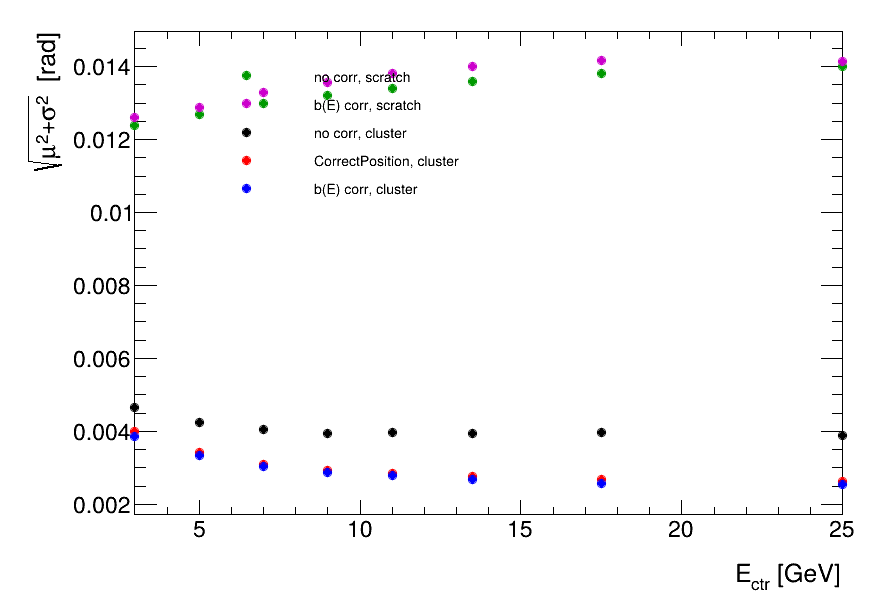 √μ²+σ² [rad]
0.014
0.012
0.01
0.008
0.006
0.004
0.002
no corr, scratch
b(E) corr, scratch
no corr, cluster
CorrectPosition, cluster
b(E) corr, cluster
5 10 15 20 25
E_ctr [GeV]